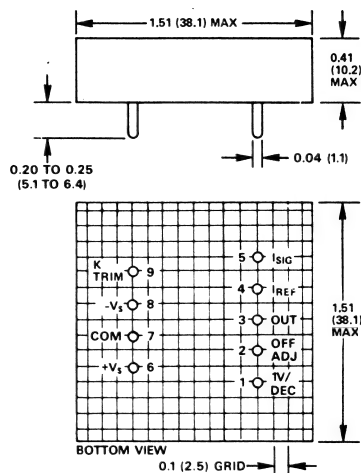 1.51 (38.1) MAX
0.41
(10.2)
MAX
0.20 TO 0.25
(5.1 TO 6.4)
0.04 (1.1)
K
TRIM 9
-VS 8
COM 7
+VS 6
5 ISIG
4 IREF
3 OUT
2 OFF
ADJ
1 1V/
DEC
1.51
(38.1)
MAX
BOTTOM VIEW
0.1 (2.5) GRID